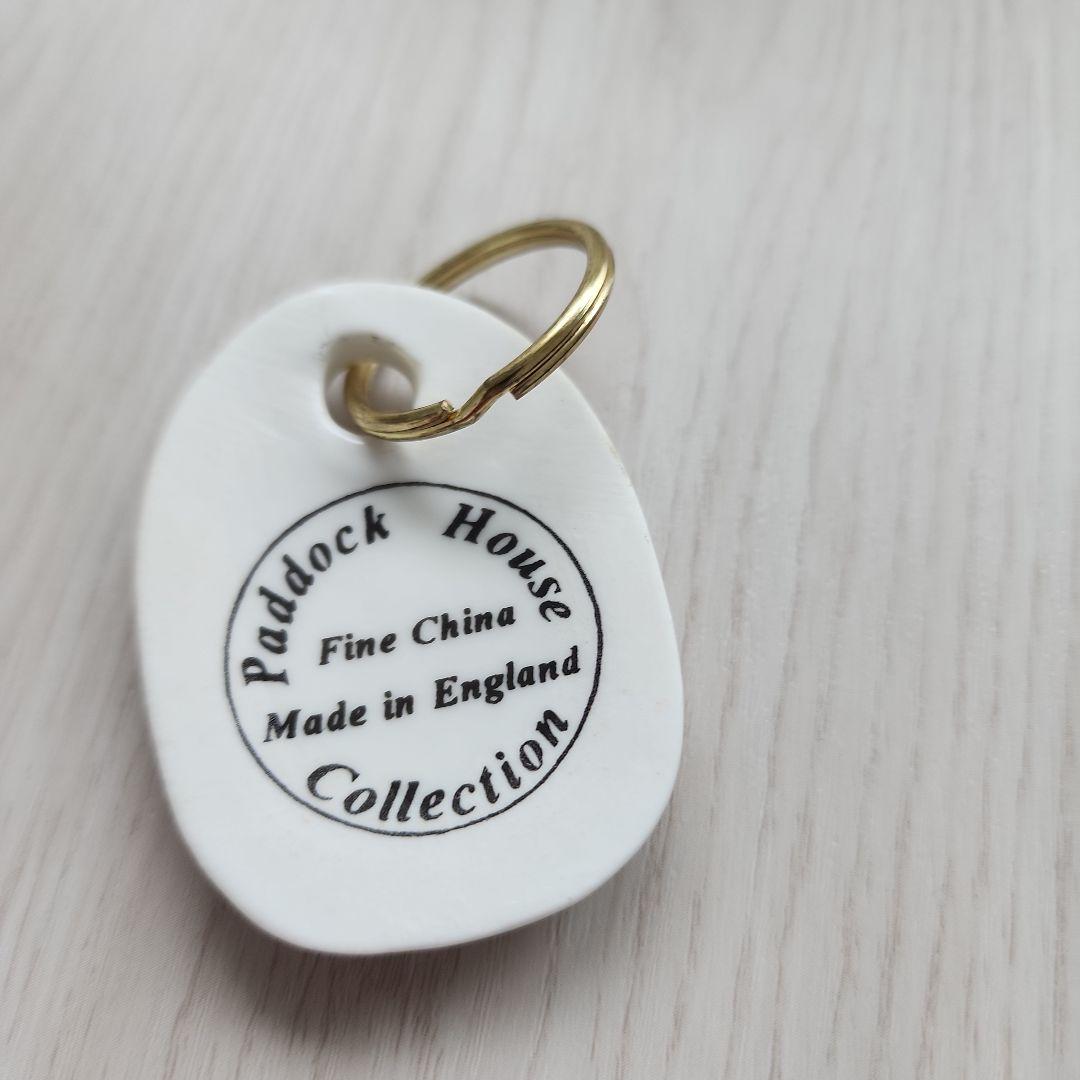 Paddock House
Fine China
Made in England
Collection